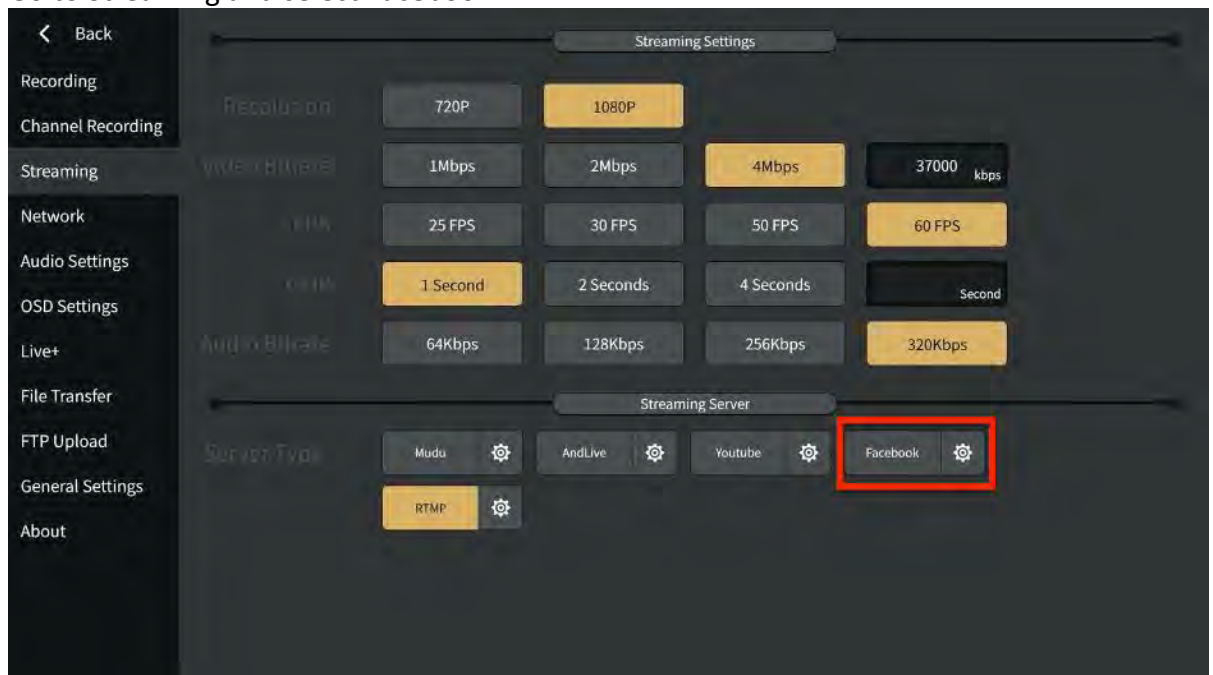 Back
Streaming Settings
Recording
Resolution
720P
1080P
Channel Recording
Video Bitrate
1Mbps
2Mbps
4Mbps
37000 kbps
Streaming
Network
25 FPS
30 FPS
50 FPS
60 FPS
Audio Settings
1 Second
2 Seconds
4 Seconds
Second
OSD Settings
Live+
Audio Bitrate
64Kbps
128Kbps
256Kbps
320Kbps
File Transfer
Streaming Server
FTP Upload
Server Type
Mudu
AndLive
Youtube
Facebook
General Settings
RTMP
About